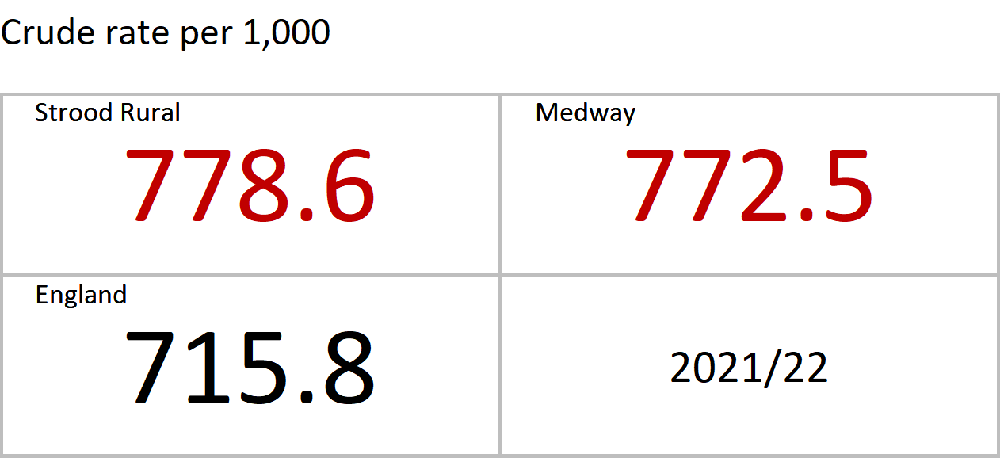 Crude rate per 1,000
Strood Rural
778.6
Medway
772.5
England
715.8
2021/22